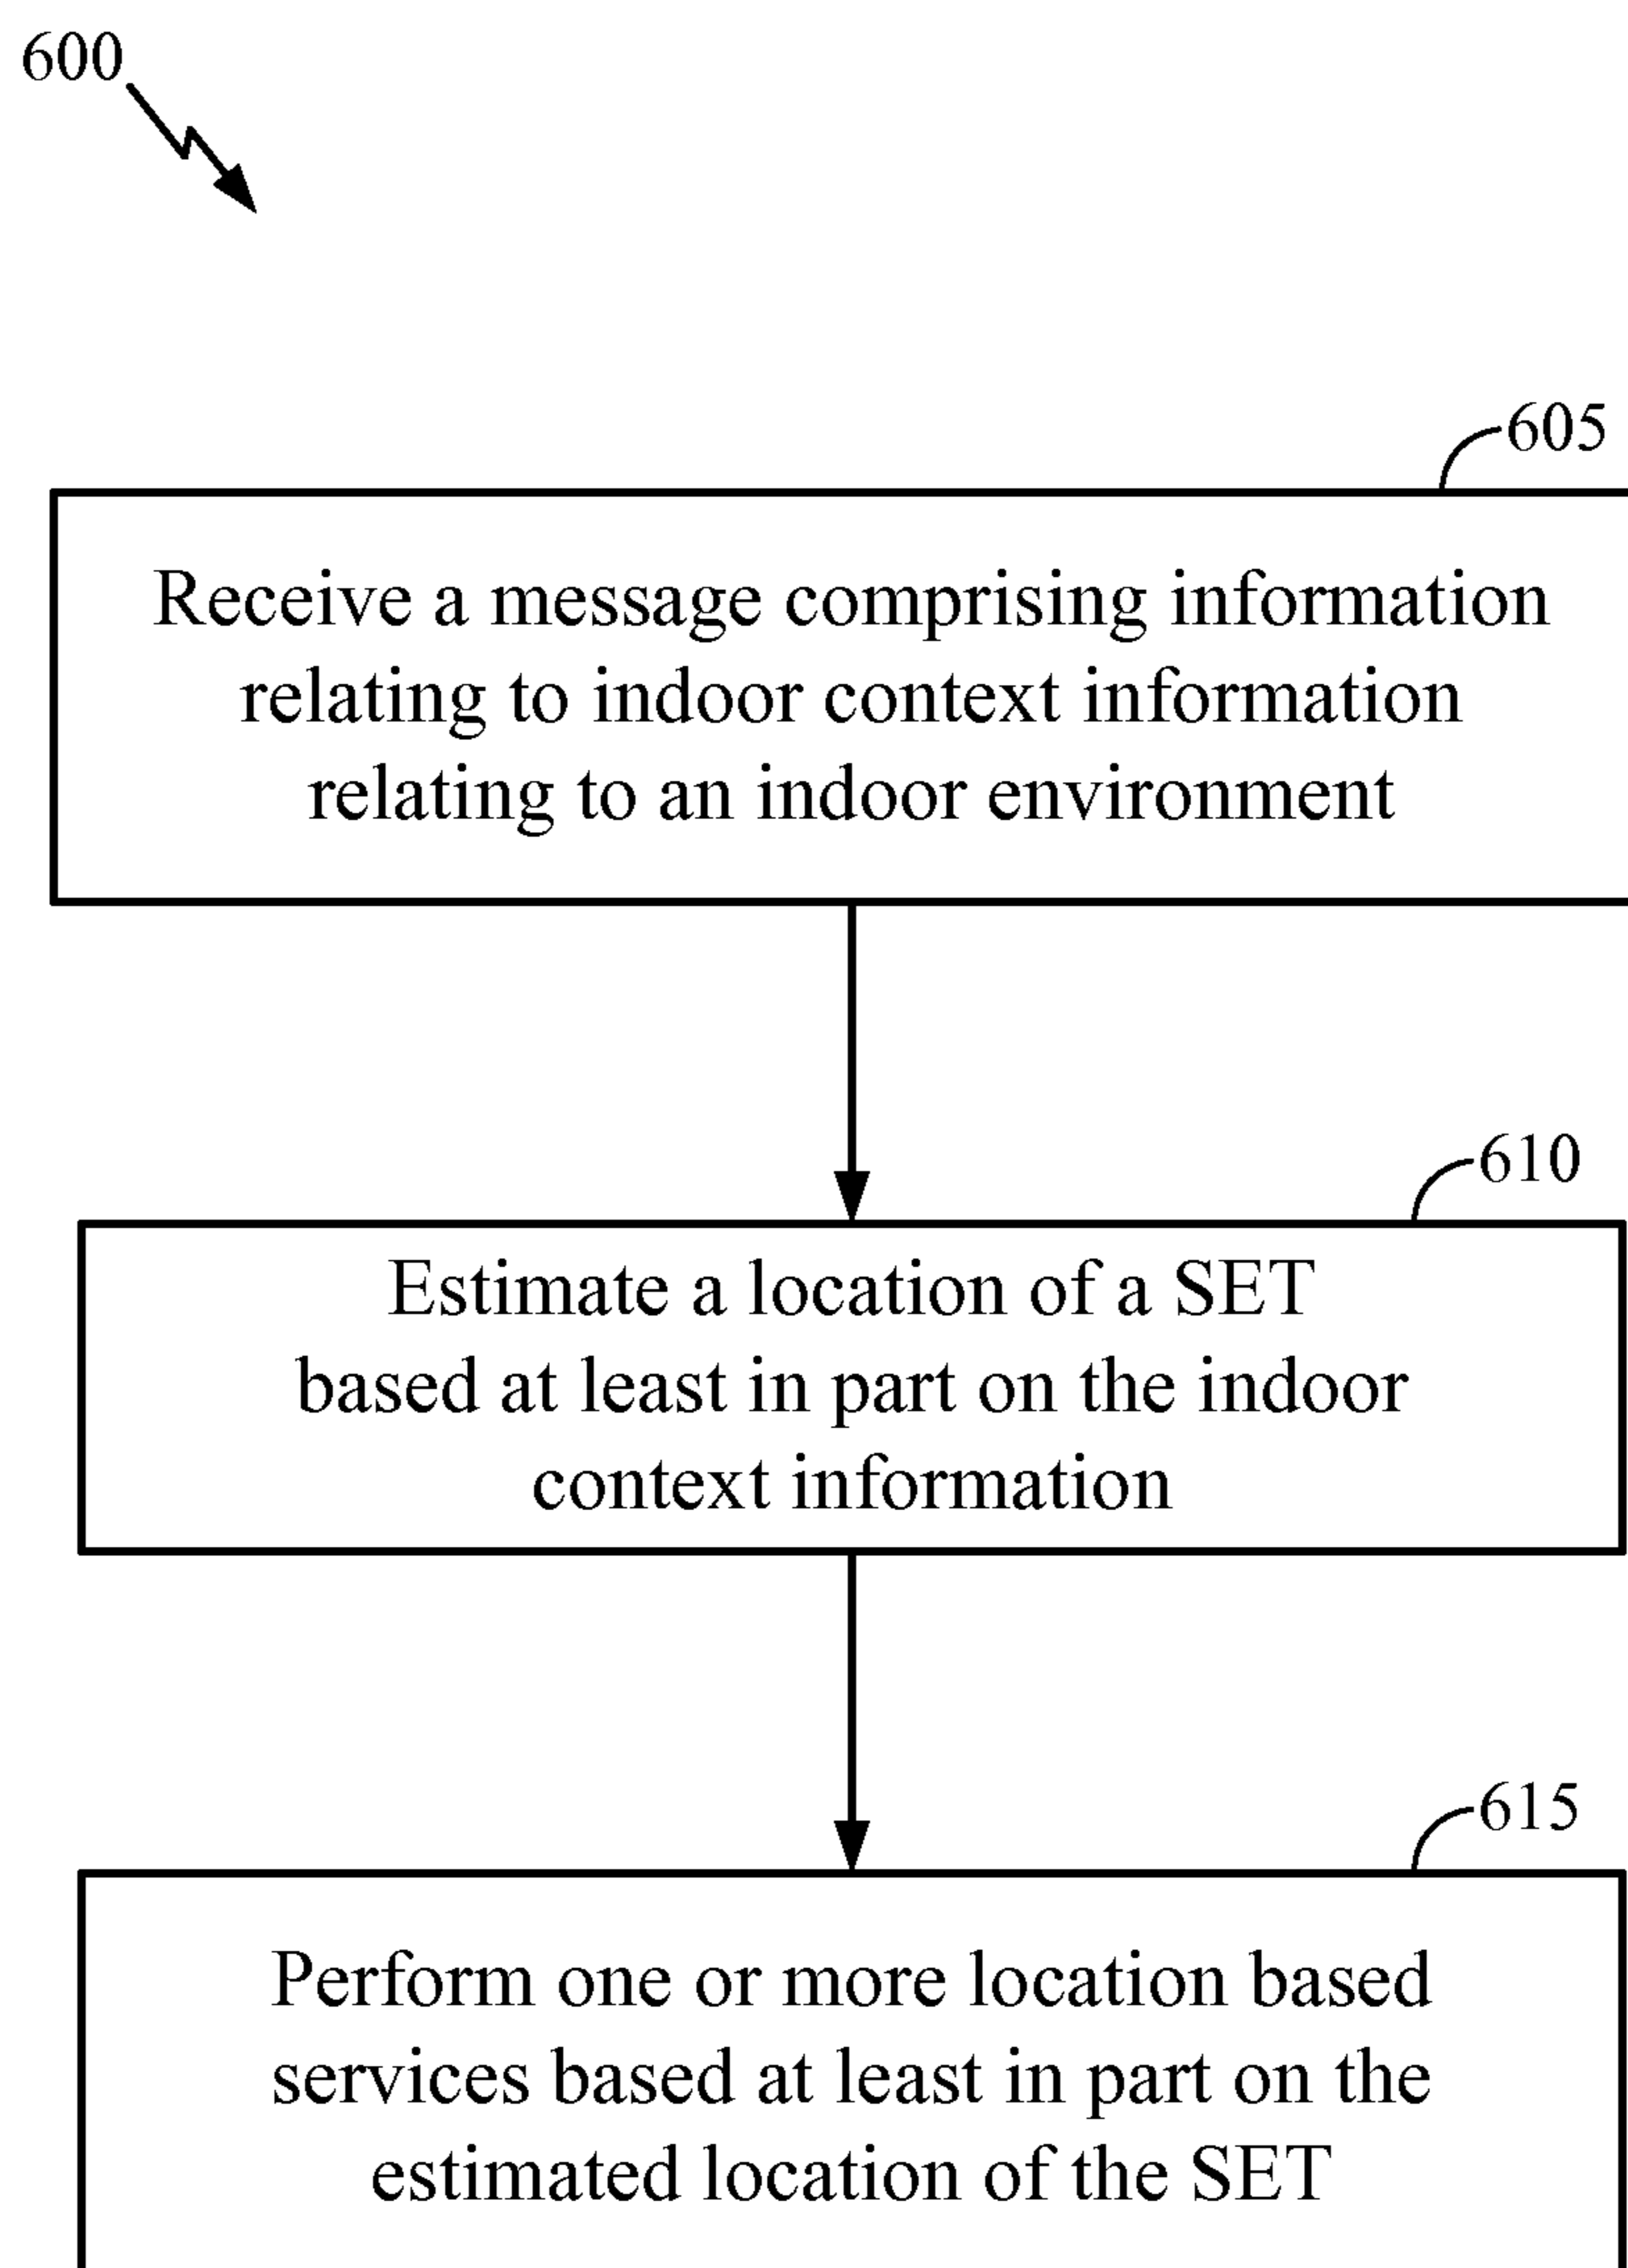 600
605
Receive a message comprising information
relating to indoor context information
relating to an indoor environment
610
Estimate a location of a SET
based at least in part on the indoor
context information
615
Perform one or more location based
services based at least in part on the
estimated location of the SET